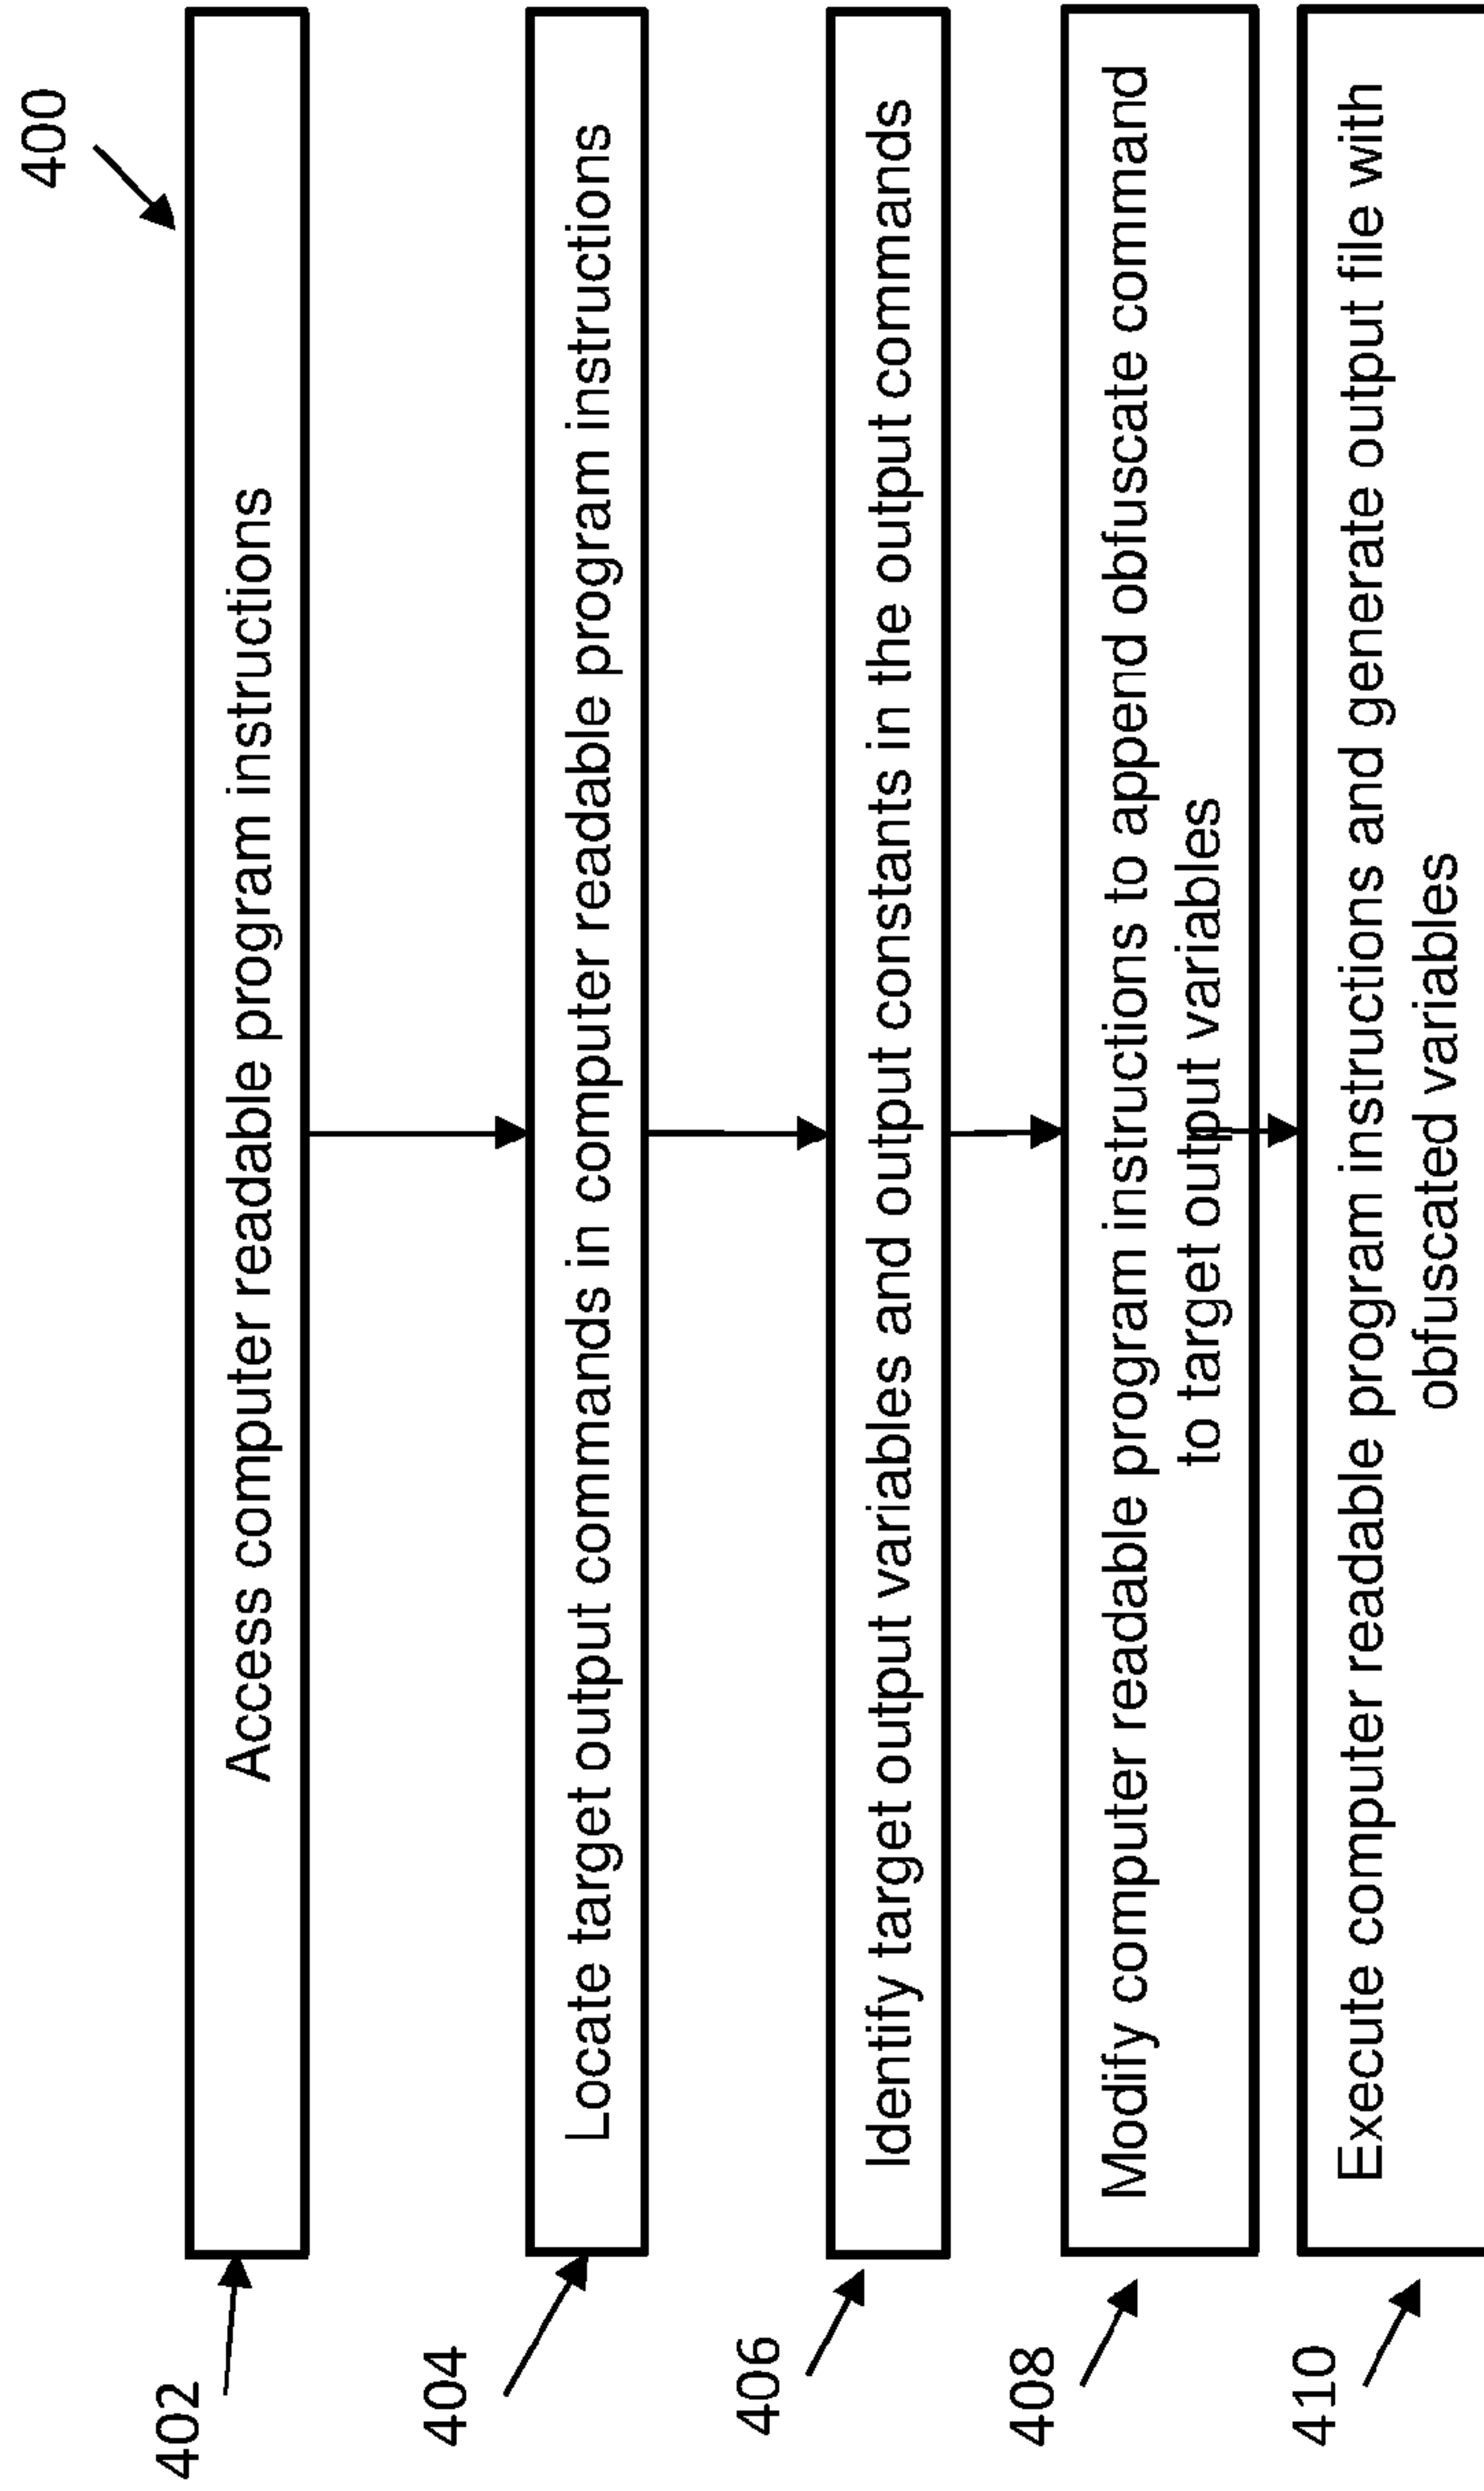 400
402
Access computer readable program instructions
404
Locate target output commands in computer readable program instructions
406
Identify target output variables and output constants in the output commands
408
Modify computer readable program instructions to append obfuscate command
to target output variables
410
Execute computer readable program instructions and generate output file with
obfuscated variables